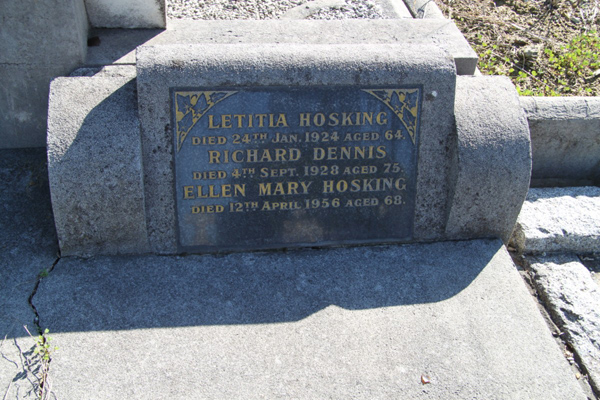 LETITIA HOSKING
DIED 24TH JAN. 1924 AGED 64.
RICHARD DENNIS
DIED 4TH SEPT. 1928 AGED 75.
ELLEN MARY HOSKING
DIED 12TH APRIL 1956 AGED 68.